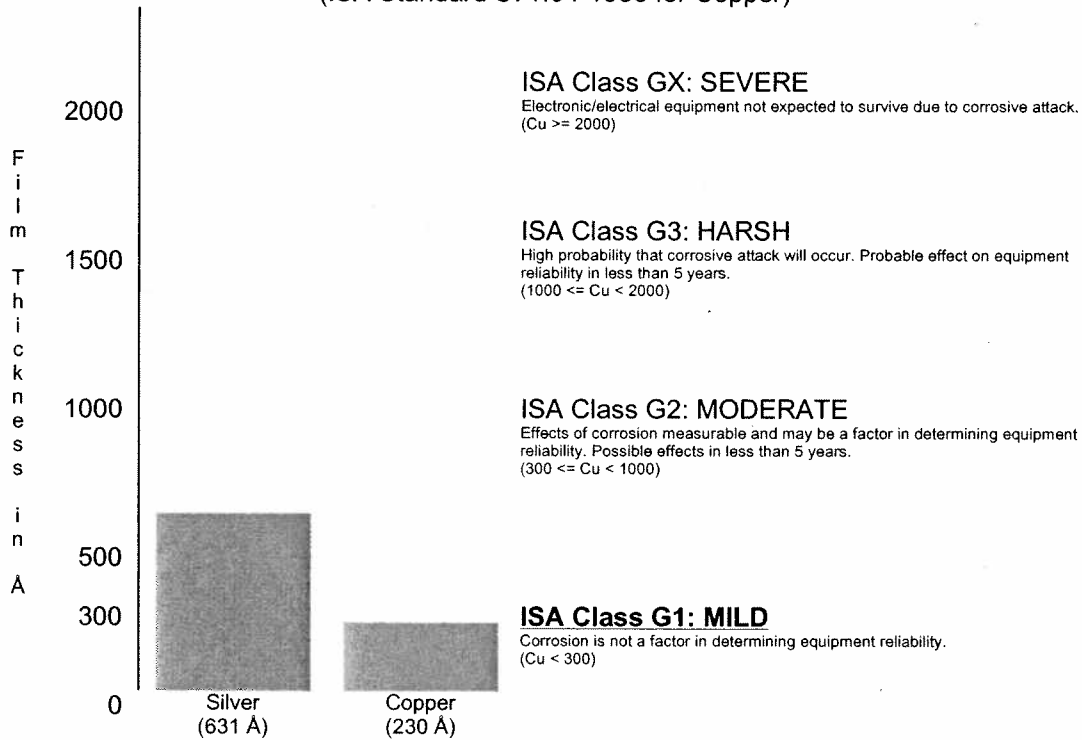 ISA Class GX: SEVERE
Electronic/electrical equipment not expected to survive due to corrosive attack.
(Cu >= 2000)
ISA Class G3: HARSH
High probability that corrosive attack will occur. Probable effect on equipment
reliability in less than 5 years.
(1000 <= Cu < 2000)
ISA Class G2: MODERATE
Effects of corrosion measurable and may be a factor in determining equipment
reliability. Possible effects in less than 5 years.
(300 <= Cu < 1000)
ISA Class G1: MILD
Corrosion is not a factor in determining equipment reliability.
(Cu < 300)
Film Thickness in Å
2000
1500
1000
500
300
0
Silver
(631 Å)
Copper
(230 Å)